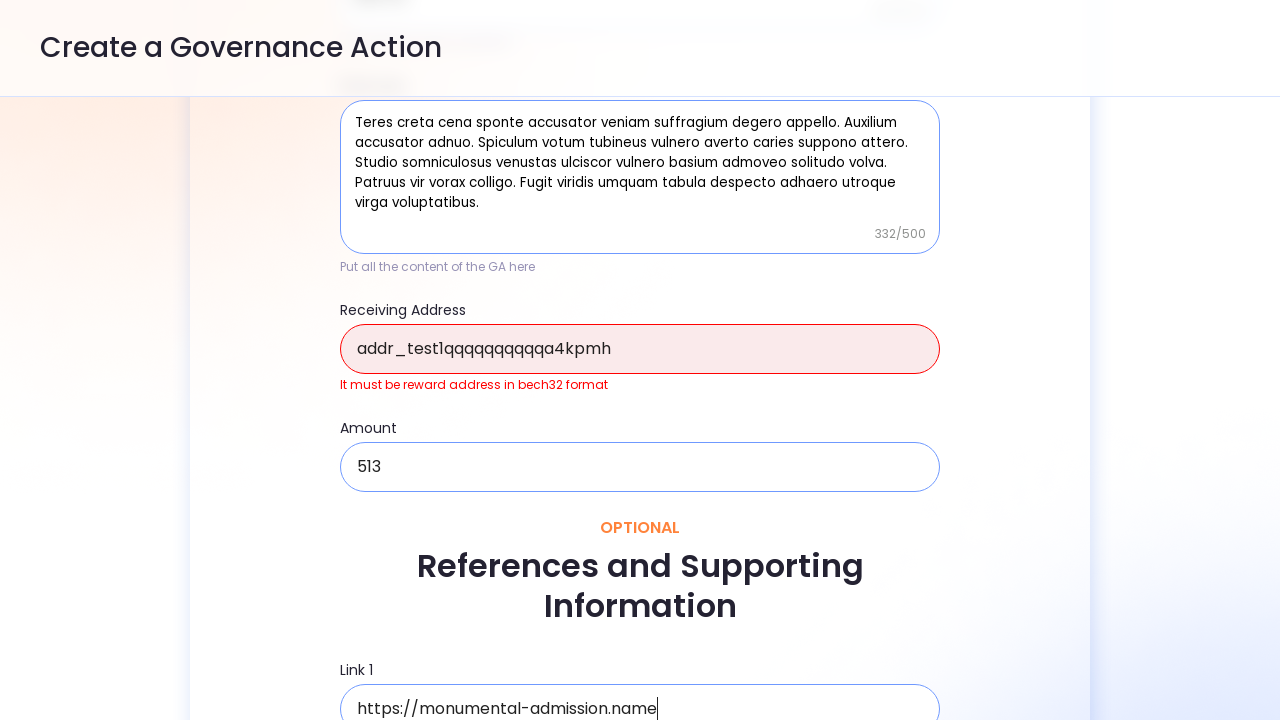 Create a Governance Action
Teres creta cena sponte accusator veniam suffragium degero appello. Auxilium
accusator adnuo. Spiculum votum tubineus vulnero averto caries suppono attero.
Studio somniculosus venustas ulciscor vulnero basium admoveo solitudo volva.
Patruus vir vorax colligo. Fugit viridis umquam tabula despecto adhaero utroque
virga voluptatibus.
332/500
Put all the content of the GA here
Receiving Address
addr_test1qqqqqqqqqqa4kpmh
It must be reward address in bech32 format
Amount
513
OPTIONAL
References and Supporting
Information
Link 1
https://monumental-admission.name